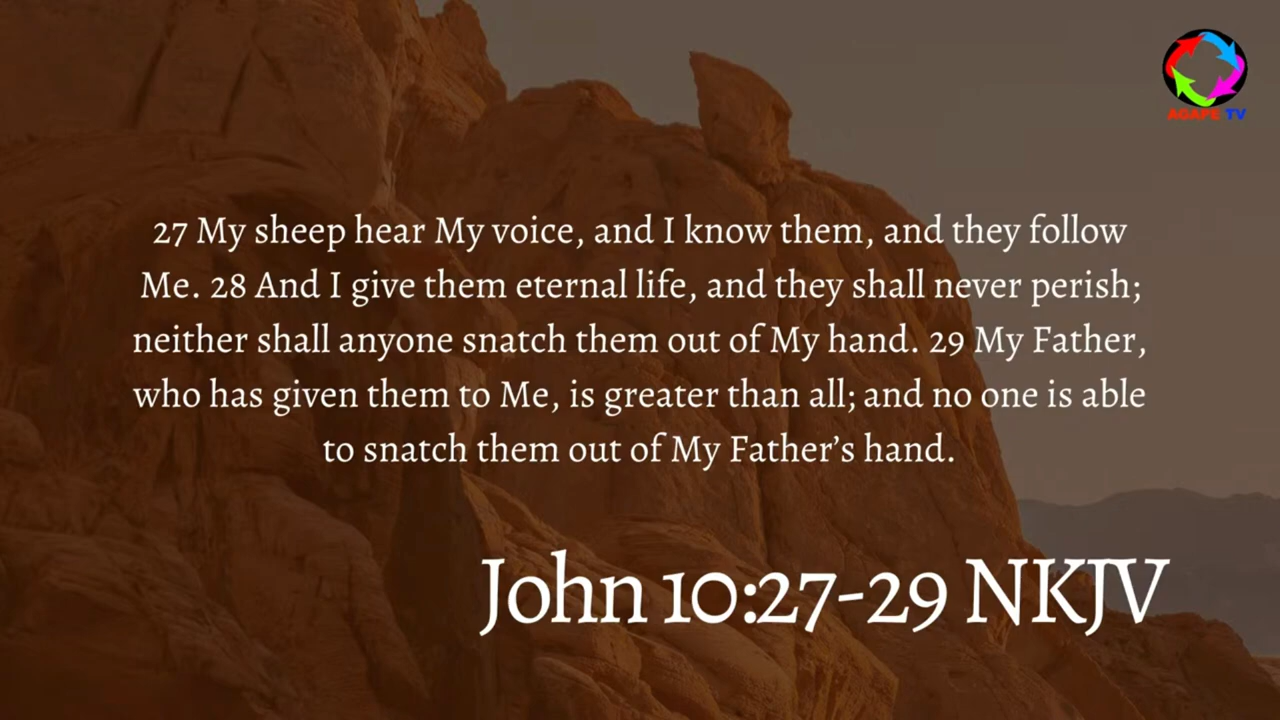 AGAPE TV
27 My sheep hear My voice, and I know them, and they follow
Me. 28 And I give them eternal life, and they shall never perish;
neither shall anyone snatch them out of My hand. 29 My Father,
who has given them to Me, is greater than all; and no one is able
to snatch them out of My Father’s hand.
John 10:27-29 NKJV